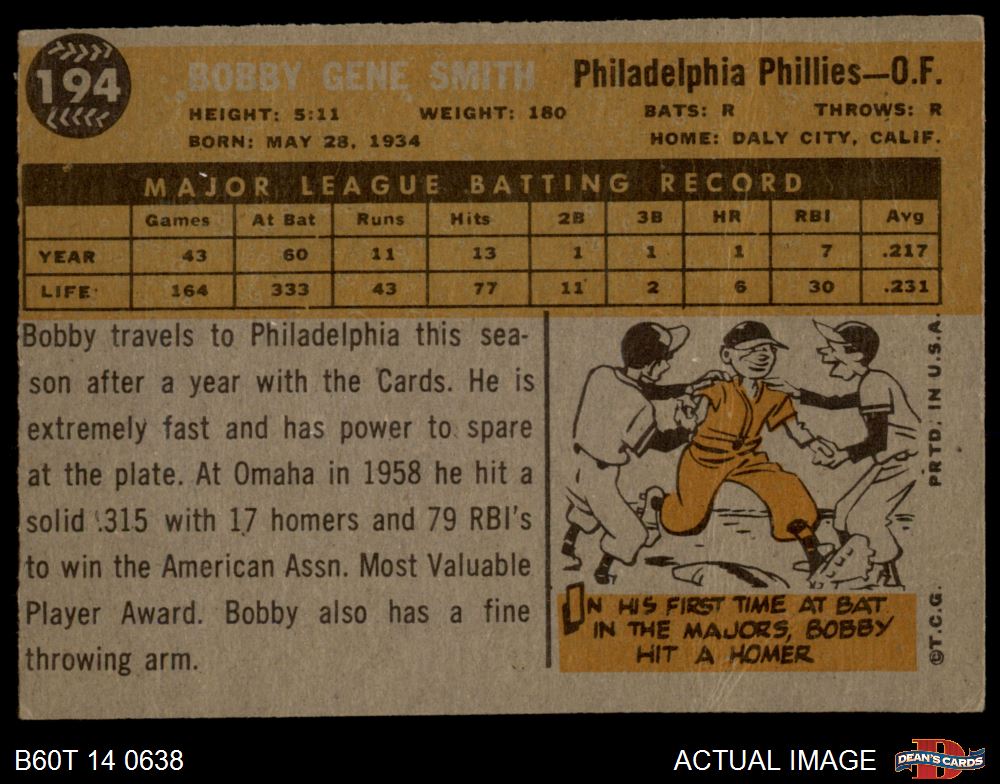 194
BOBBY GENE SMITH
Philadelphia Phillies—O.F.
HEIGHT: 5:11 WEIGHT: 180 BATS: R THROWS: R
BORN: MAY 28, 1934 HOME: DALY CITY, CALIF.
MAJOR LEAGUE BATTING RECORD
Games At Bat Runs Hits 2B 3B HR RBI Avg
YEAR 43 60 11 13 1 1 1 7 .217
LIFE 164 333 43 77 11 2 6 30 .231
Bobby travels to Philadelphia this sea-
son after a year with the Cards. He is
extremely fast and has power to spare
at the plate. At Omaha in 1958 he hit a
solid .315 with 17 homers and 79 RBI's
to win the American Assn. Most Valuable
Player Award. Bobby also has a fine
throwing arm.
IN HIS FIRST TIME AT BAT
IN THE MAJORS, BOBBY
HIT A HOMER
©T.C.G. PRTD. IN U.S.A.
B60T 14 0638
ACTUAL IMAGE
DEAN'S CARDS